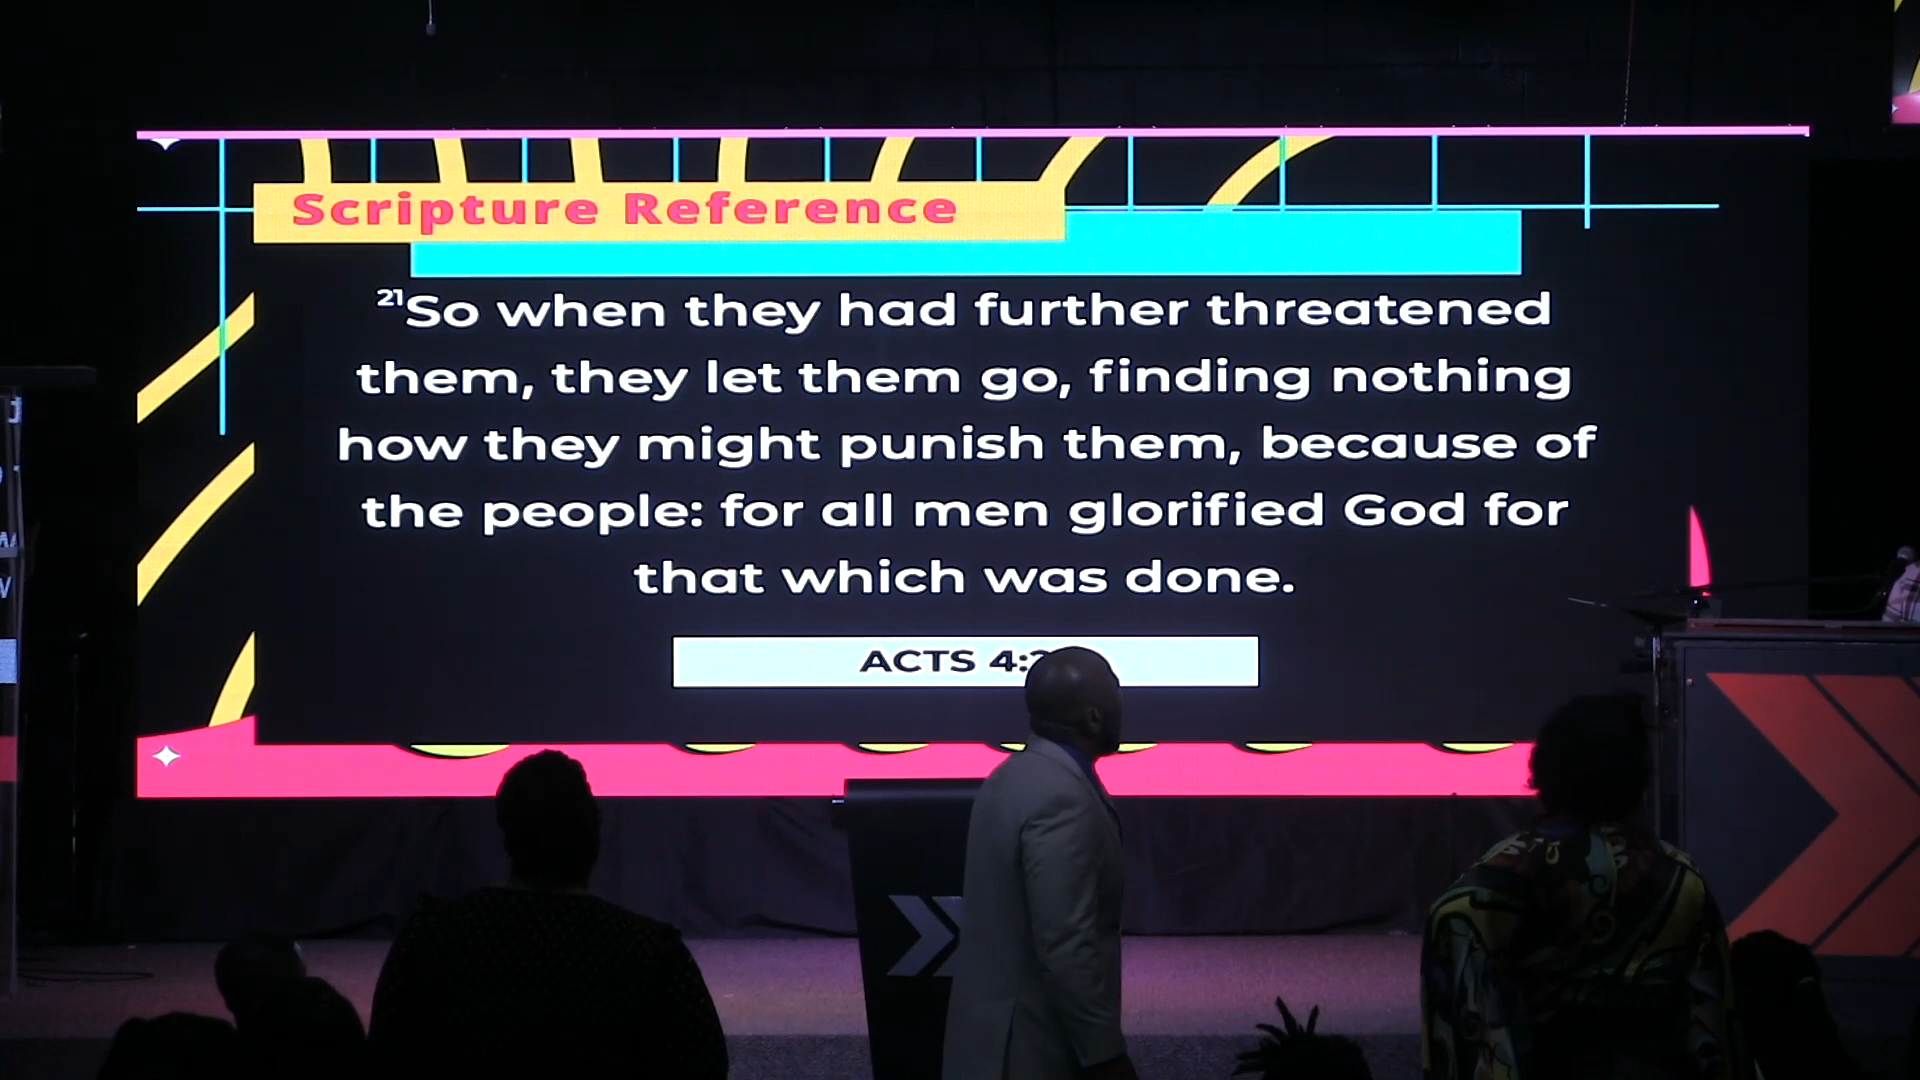 Scripture Reference
21So when they had further threatened
them, they let them go, finding nothing
how they might punish them, because of
the people: for all men glorified God for
that which was done.
ACTS 4: